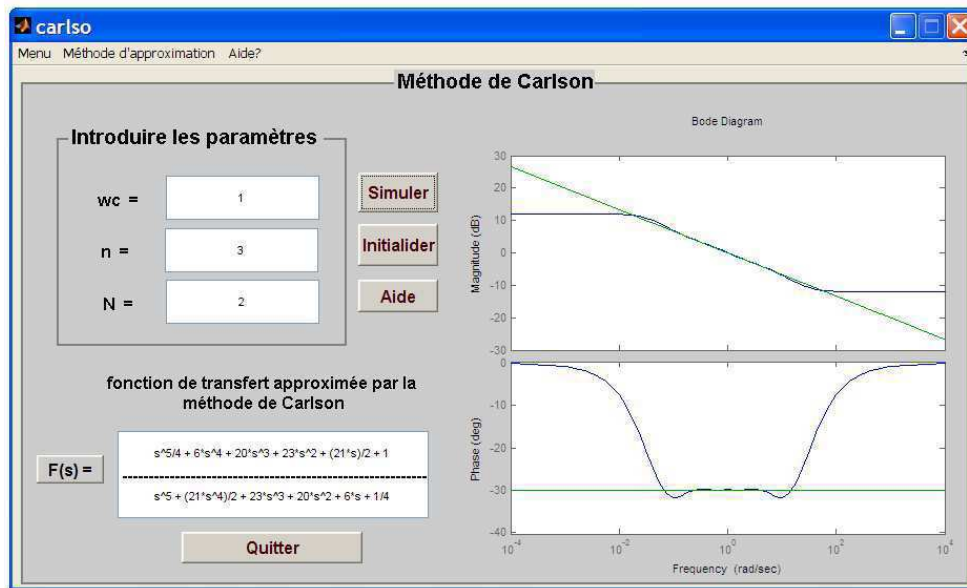 carlso
Menu Méthode d'approximation Aide?
Méthode de Carlson
Introduire les paramètres
wc = 1
n = 3
N = 2
Simuler
Initialider
Aide
fonction de transfert approximée par la
méthode de Carlson
F(s) =
s^5/4 + 6*s^4 + 20*s^3 + 23*s^2 + (21*s)/2 + 1
s^5 + (21*s^4)/2 + 23*s^3 + 20*s^2 + 6*s + 1/4
Quitter
Bode Diagram
Magnitude (dB)
30
20
10
0
-10
-20
-30
Phase (deg)
0
-10
-20
-30
-40
10^-4
10^-2
10^0
10^2
10^4
Frequency (rad/sec)